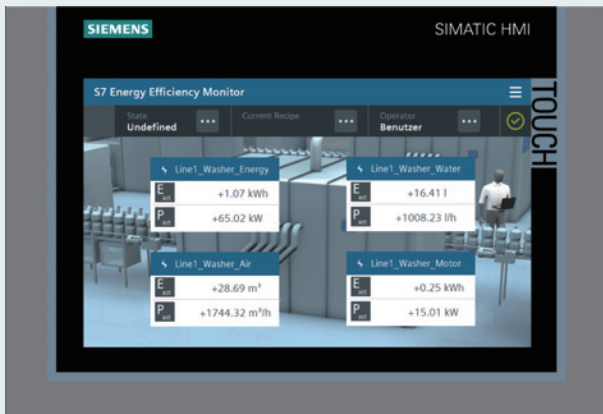 SIEMENS
SIMATIC HMI
TOUCH
S7 Energy Efficiency Monitor
State
Undefined
Current Recipe
Operator
Benutzer
Line1_Washer_Energy
E act +1.07 kWh
P act +65.02 kW
Line1_Washer_Water
E act +16.41 l
P act +1008.23 l/h
Line1_Washer_Air
E act +28.69 m³
P act +1744.32 m³/h
Line1_Washer_Motor
E act +0.25 kWh
P act +15.01 kW